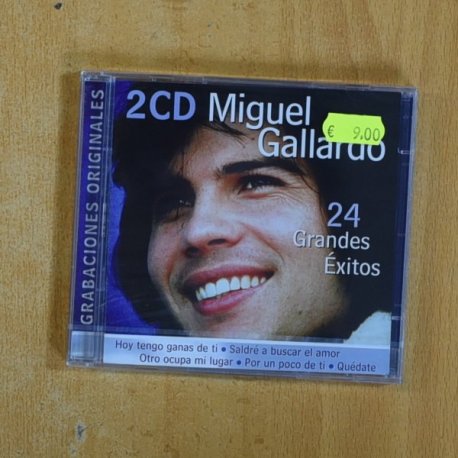 2CD Miguel
Gallardo
€ 9,00
24
Grandes
Éxitos
GRABACIONES ORIGINALES
Hoy tengo ganas de ti • Saldré a buscar el amor
Otro ocupa mi lugar • Por un poco de ti • Quédate